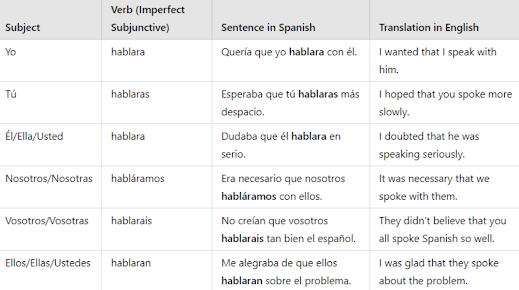 Subject
Verb (Imperfect
Subjunctive)
Sentence in Spanish
Translation in English
Yo
hablara
Quería que yo hablara con él.
I wanted that I speak with
him.
Tú
hablaras
Esperaba que tú hablaras más
despacio.
I hoped that you spoke more
slowly.
Él/Ella/Usted
hablara
Dudaba que él hablara en
serio.
I doubted that he was
speaking seriously.
Nosotros/Nosotras
habláramos
Era necesario que nosotros
habláramos con ellos.
It was necessary that we
spoke with them.
Vosotros/Vosotras
hablarais
No creían que vosotros
hablarais tan bien el español.
They didn't believe that you
all spoke Spanish so well.
Ellos/Ellas/Ustedes
hablaran
Me alegraba de que ellos
hablaran sobre el problema.
I was glad that they spoke
about the problem.